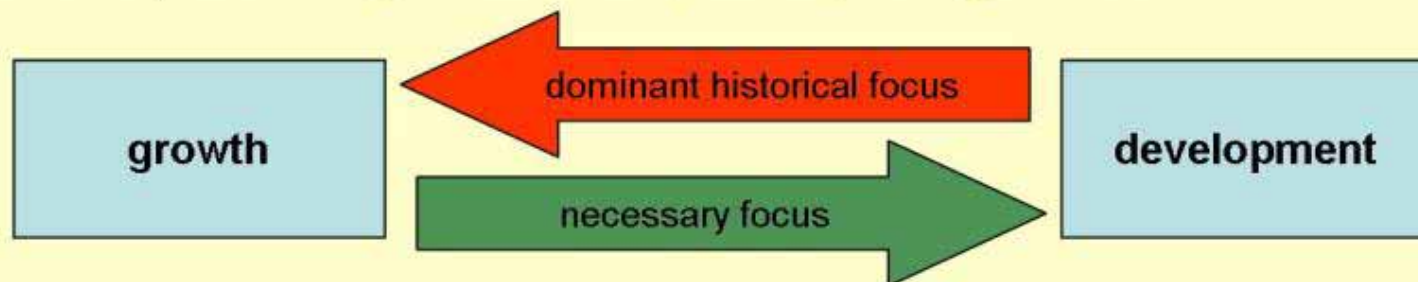 dominant historical focus
growth
development
necessary focus